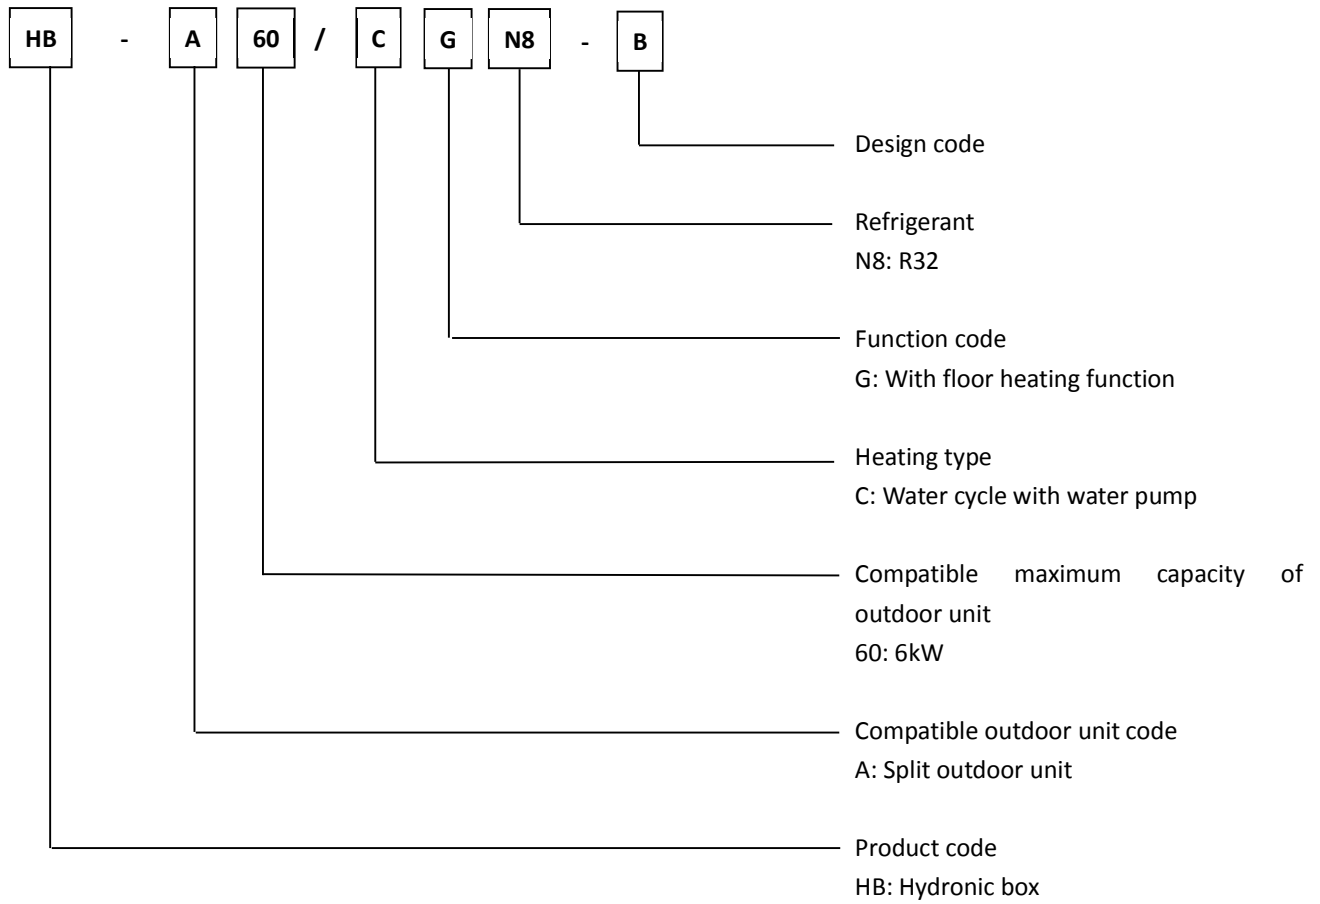 HB - A 60 / C G N8 - B
Design code
Refrigerant
N8: R32
Function code
G: With floor heating function
Heating type
C: Water cycle with water pump
Compatible maximum capacity of
outdoor unit
60: 6kW
Compatible outdoor unit code
A: Split outdoor unit
Product code
HB: Hydronic box